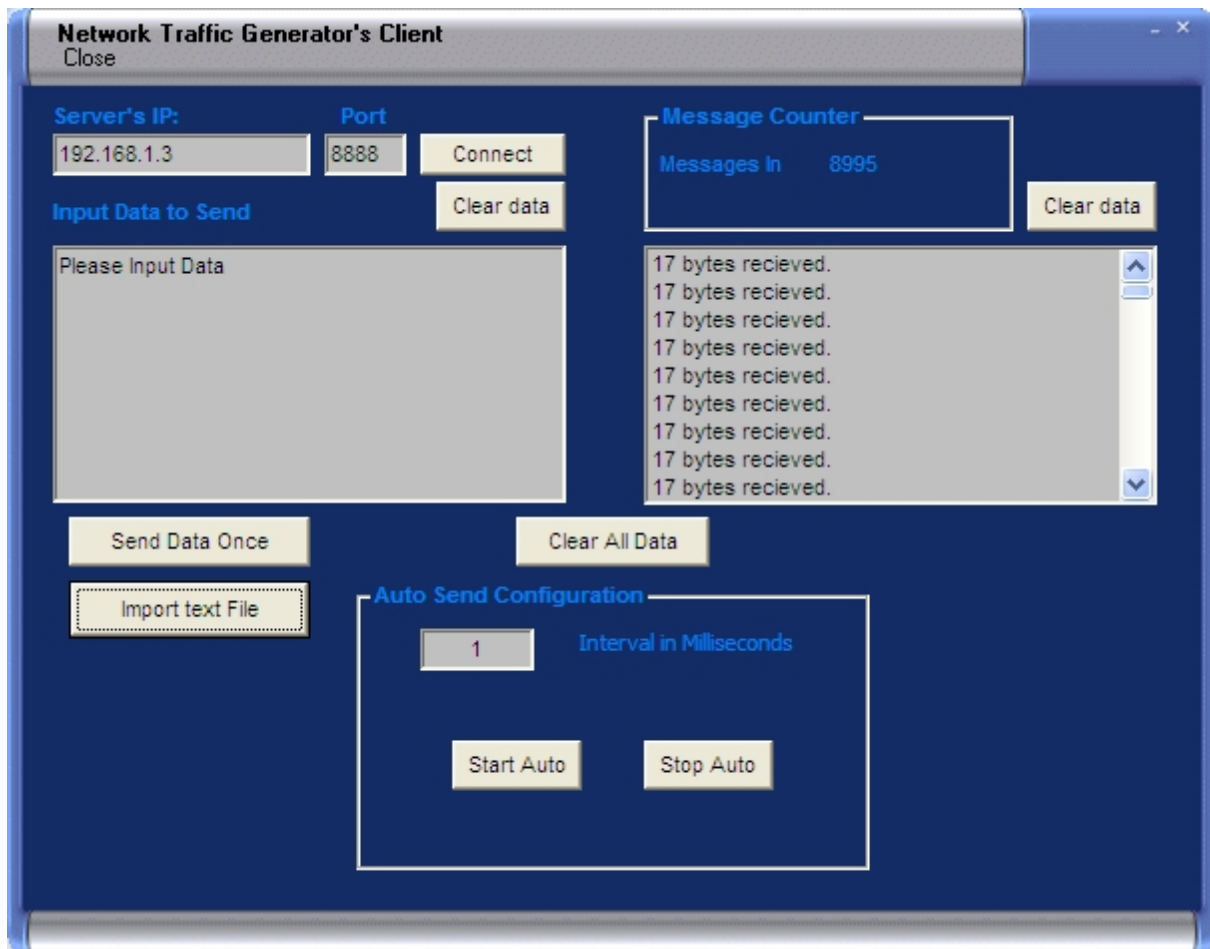 Network Traffic Generator's Client
Close
Server's IP:
Port
Message Counter
192.168.1.3
8888
Connect
Messages In 8995
Input Data to Send
Clear data
Clear data
Please Input Data
17 bytes recieved.
17 bytes recieved.
17 bytes recieved.
17 bytes recieved.
17 bytes recieved.
17 bytes recieved.
17 bytes recieved.
17 bytes recieved.
17 bytes recieved.
Send Data Once
Clear All Data
Import text File
Auto Send Configuration
1
Interval in Milliseconds
Start Auto
Stop Auto